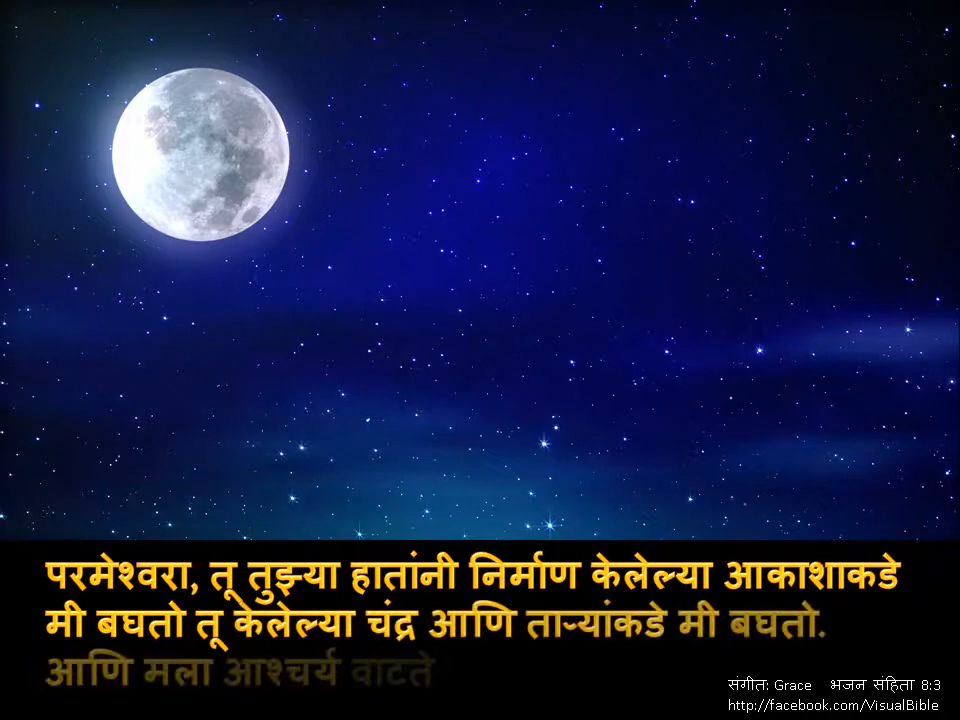 परमेश्वरा, तू तुझ्या हातांनी निर्माण केलेल्या आकाशाकडे
मी बघतो तू केलेल्या चंद्र आणि ताऱ्यांकडे मी बघतो.
आणि मला आश्चर्य वाटते
संगीत: Grace भजन संहिता 8:3
http://facebook.com/VisualBible